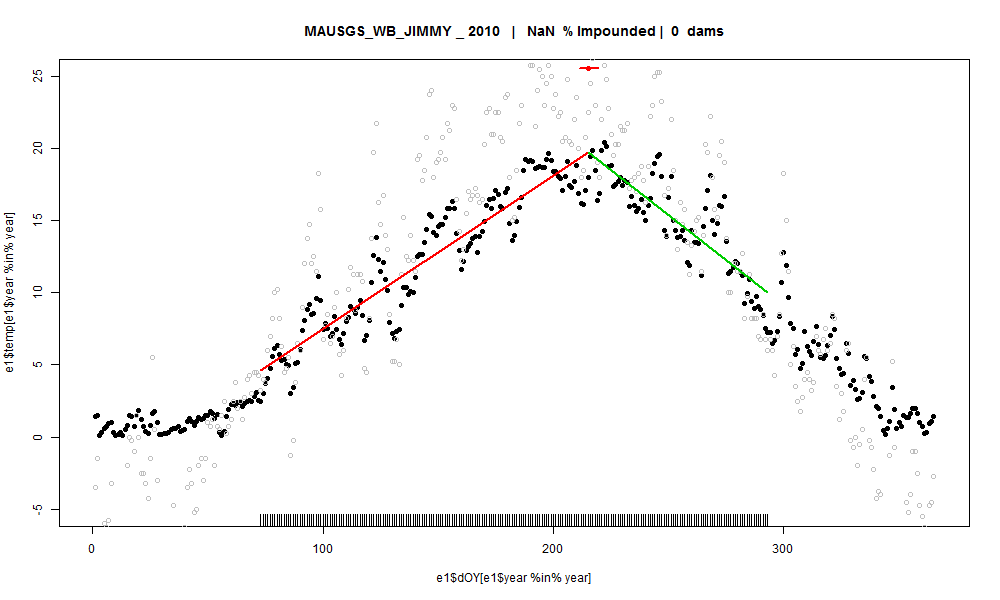 MAUSGS_WB_JIMMY _ 2010 | NaN % Impounded | 0 dams
e1$temp[e1$year %in% year]
25
20
15
10
5
0
-5
0 100 200 300
e1$dOY[e1$year %in% year]